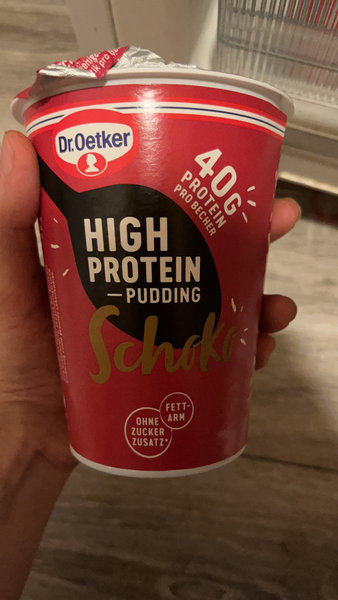 Dr.Oetker
40G
PROTEIN
PRO BECHER
HIGH
PROTEIN
—PUDDING
Schoko
FETT-
ARM
OHNE
ZUCKER
ZUSATZ*